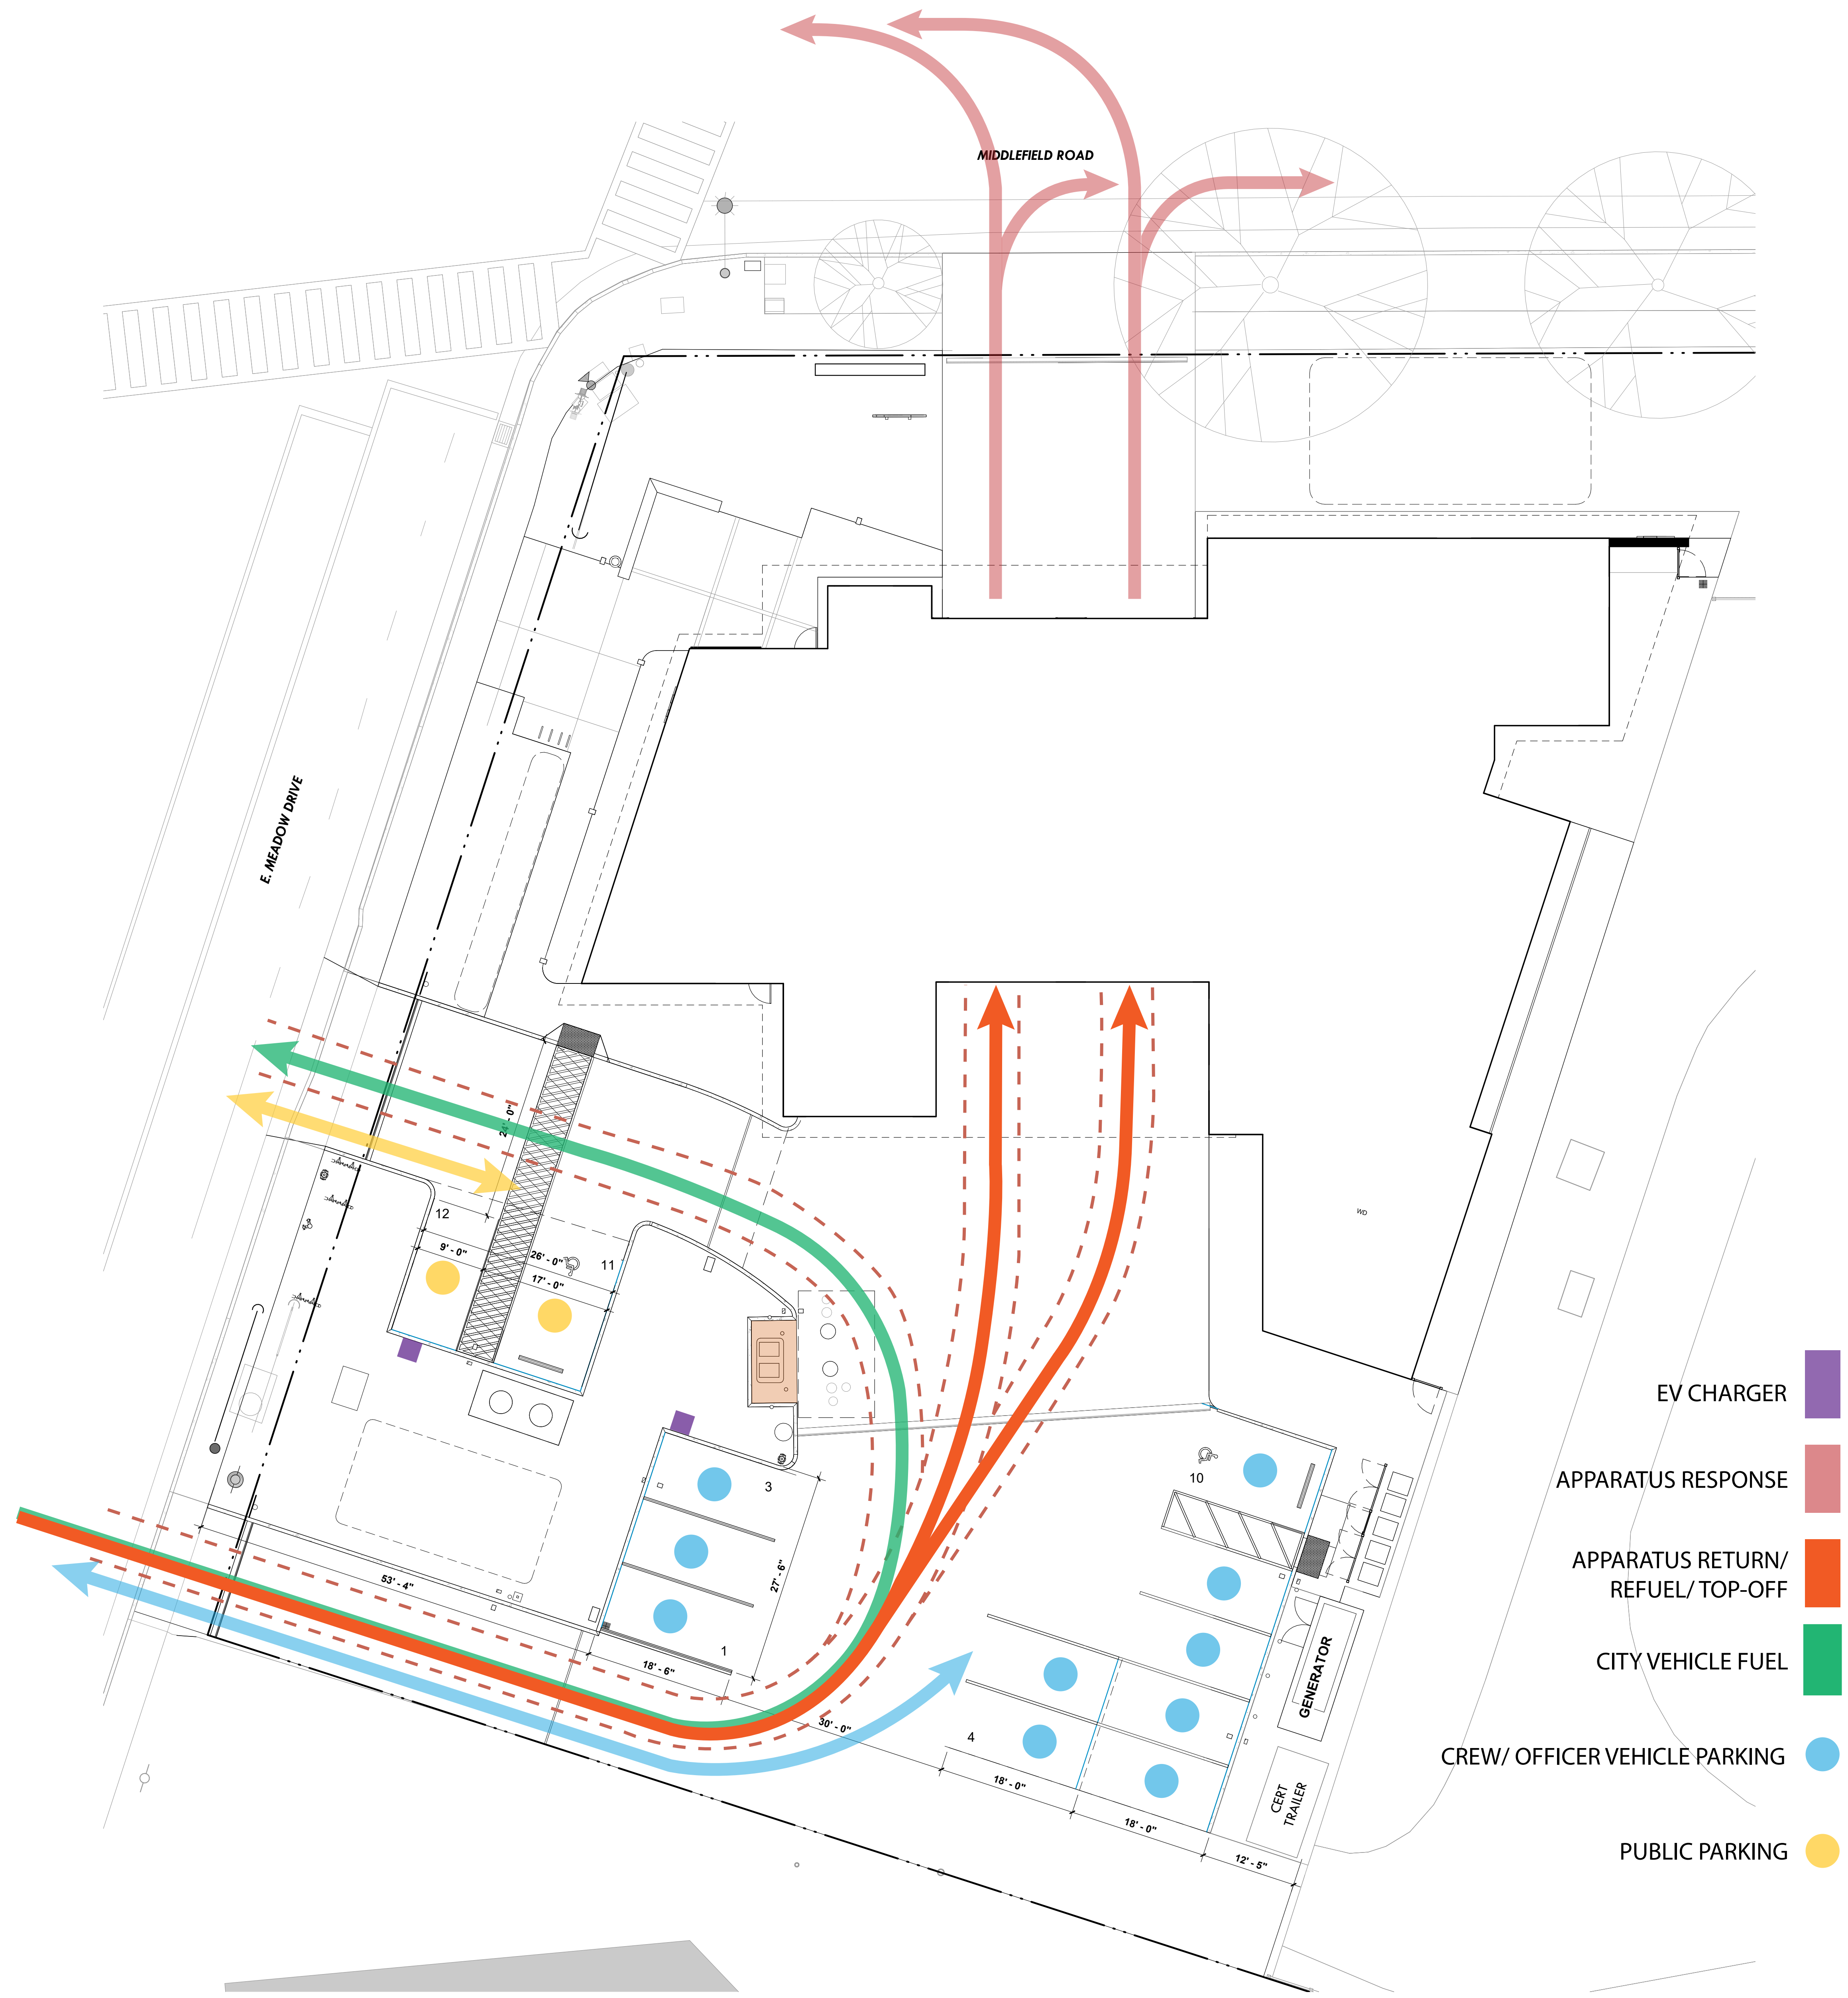 MIDDLEFIELD ROAD
E. MEADOW DRIVE
24' - 0"
12
9' - 0"
26' - 0"
11
17' - 0"
WD
EV CHARGER
APPARATUS RESPONSE
10
3
APPARATUS RETURN/
REFUEL/ TOP-OFF
53' - 4"
27' - 6"
1
18' - 6"
CITY VEHICLE FUEL
GENERATOR
30' - 0"
4
CREW/ OFFICER VEHICLE PARKING
18' - 0"
CERT
TRAILER
18' - 0"
12' - 5"
PUBLIC PARKING